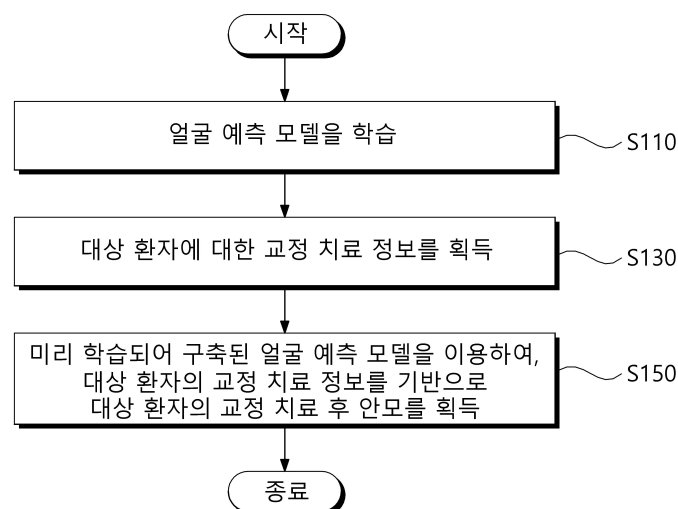 시작
얼굴 예측 모델을 학습
S110
대상 환자에 대한 교정 치료 정보를 획득
S130
미리 학습되어 구축된 얼굴 예측 모델을 이용하여,
대상 환자의 교정 치료 정보를 기반으로
대상 환자의 교정 치료 후 안모를 획득
S150
종료